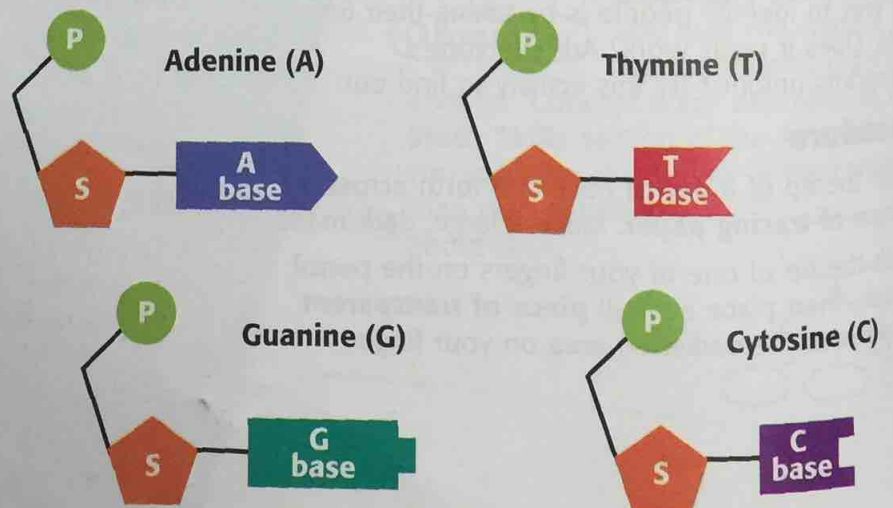 P
Adenine (A)
S
A
base
P
Thymine (T)
S
T
base
P
Guanine (G)
S
G
base
P
Cytosine (C)
S
C
base